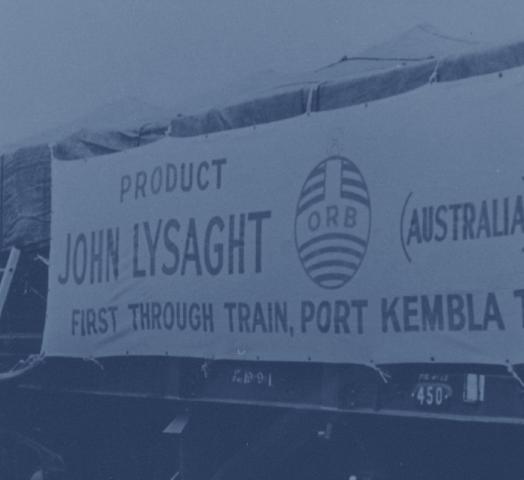 PRODUCT
JOHN LYSAGHT
ORB
(AUSTRALIA
FIRST THROUGH TRAIN, PORT KEMBLA T
450